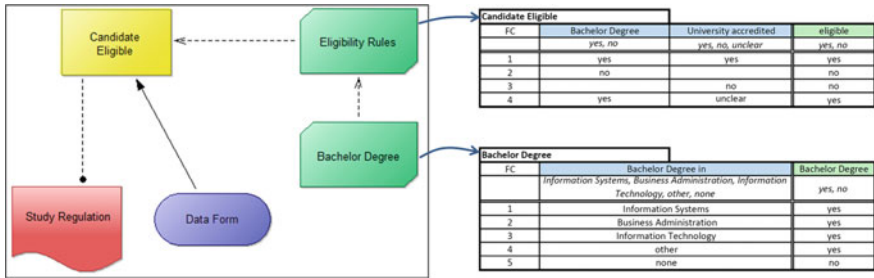 Candidate
Eligible
Eligibility Rules
Bachelor Degree
Study Regulation
Data Form
Candidate Eligible
FC Bachelor Degree University accredited eligible
yes, no yes, no, unclear yes, no
1 yes yes yes
2 no no
3 no no
4 yes unclear yes
Bachelor Degree
FC Bachelor Degree in Bachelor Degree
Information Systems, Business Administration, Information
Technology, other, none yes, no
1 Information Systems yes
2 Business Administration yes
3 Information Technology yes
4 other yes
5 none no